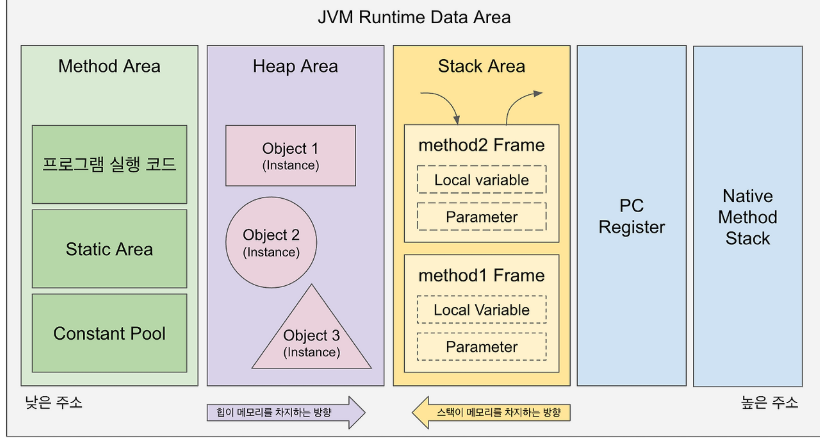 JVM Runtime Data Area
Method Area
프로그램 실행 코드
Static Area
Constant Pool
Heap Area
Object 1
(Instance)
Object 2
(Instance)
Object 3
(Instance)
Stack Area
method2 Frame
Local variable
Parameter
method1 Frame
Local Variable
Parameter
PC
Register
Native
Method
Stack
낮은 주소
힙이 메모리를 차지하는 방향
스택이 메모리를 차지하는 방향
높은 주소